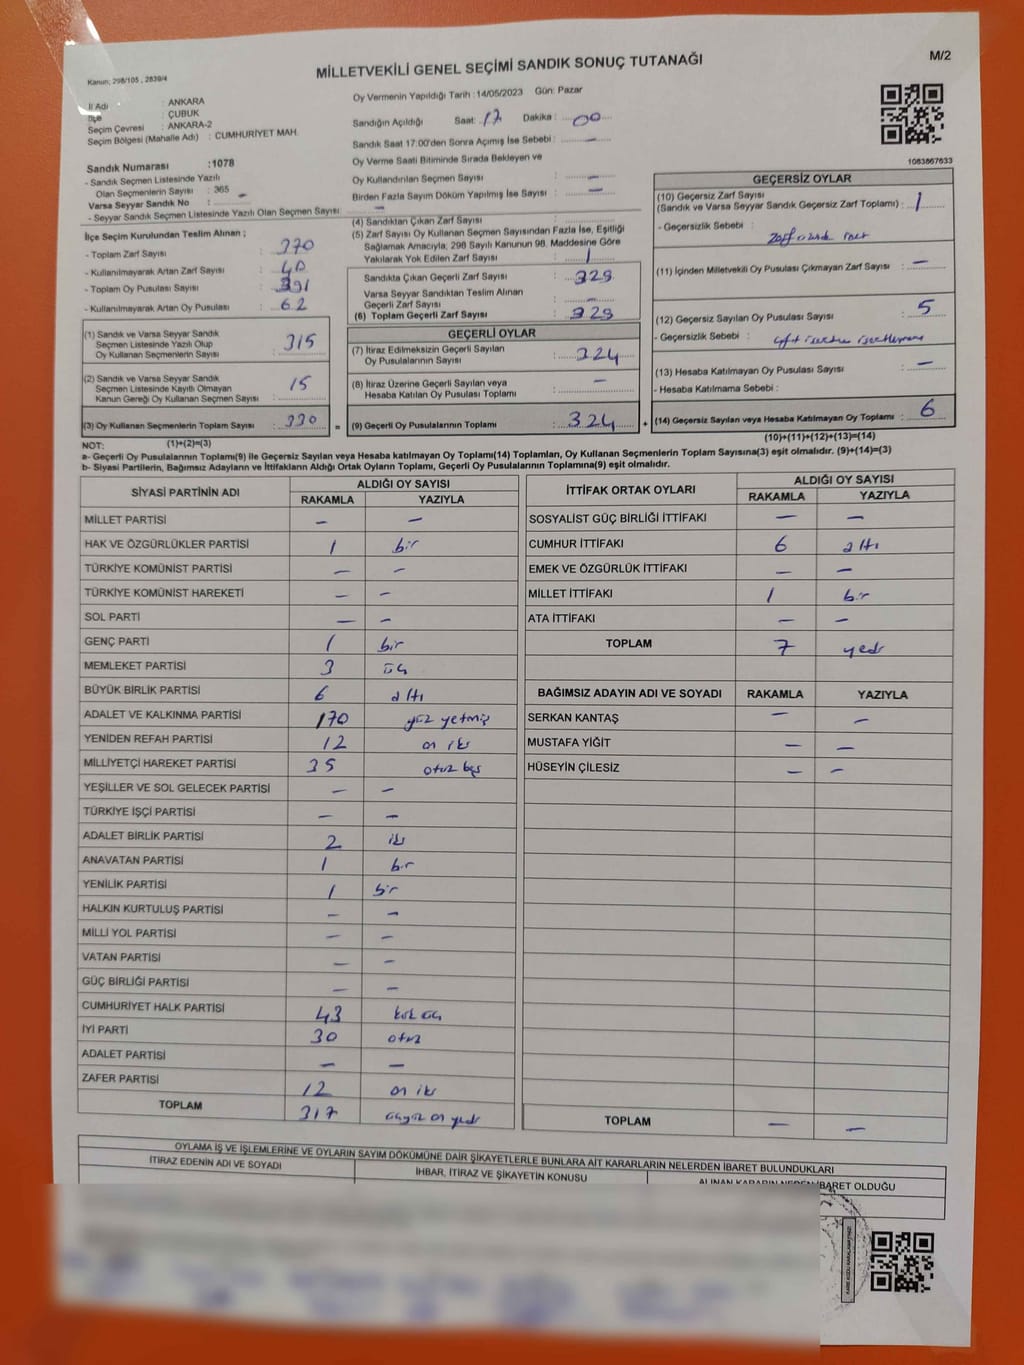 M/2
MİLLETVEKİLİ GENEL SEÇİMİ SANDIK SONUÇ TUTANAĞI
Kanun: 298/105 , 2839/4
İl Adı : ANKARA
İlçe : ÇUBUK
Seçim Çevresi : ANKARA-2
Seçim Bölgesi (Mahalle Adı) : CUMHURİYET MAH.
Sandık Numarası :1078
- Sandık Seçmen Listesinde Yazılı
Olan Seçmenlerin Sayısı : 365
Varsa Seyyar Sandık No : –
- Seyyar Sandık Seçmen Listesinde Yazılı Olan Seçmen Sayısı : –
İlçe Seçim Kurulundan Teslim Alınan ;
- Toplam Zarf Sayısı : 370
- Kullanılmayarak Artan Zarf Sayısı : 40
- Toplam Oy Pusulası Sayısı : 391
- Kullanılmayarak Artan Oy Pusulası : 62
(1) Sandık ve Varsa Seyyar Sandık
Seçmen Listesinde Yazılı Olup
Oy Kullanan Seçmenlerin Sayısı : 315
(2) Sandık ve Varsa Seyyar Sandık
Seçmen Listesinde Kayıtlı Olmayan
Kanun Gereği Oy Kullanan Seçmen Sayısı : 15
(3) Oy Kullanan Seçmenlerin Toplam Sayısı : 330 =
Oy Vermenin Yapıldığı Tarih : 14/05/2023 Gün: Pazar
Sandığın Açıldığı Saat: 17 Dakika : 00
Sandık Saat 17:00'den Sonra Açımış İse Sebebi : –
Oy Verme Saati Bitiminde Sırada Bekleyen ve
Oy Kullandırılan Seçmen Sayısı : –
Birden Fazla Sayım Döküm Yapılmış İse Sayısı : –
(4) Sandıktan Çıkan Zarf Sayısı :
(5) Zarf Sayısı Oy Kullanan Seçmen Sayısından Fazla İse, Eşitliği
Sağlamak Amacıyla; 298 Sayılı Kanunun 98. Maddesine Göre
Yakılarak Yok Edilen Zarf Sayısı : 1
Sandıkta Çıkan Geçerli Zarf Sayısı : 329
Varsa Seyyar Sandıktan Teslim Alınan
Geçerli Zarf Sayısı : –
(6) Toplam Geçerli Zarf Sayısı : 329
GEÇERLİ OYLAR
(7) İtiraz Edilmeksizin Geçerli Sayılan
Oy Pusulalarının Sayısı : 324
(8) İtiraz Üzerine Geçerli Sayılan veya
Hesaba Katılan Oy Pusulası Toplamı : –
(9) Geçerli Oy Pusulalarının Toplamı : 324 +
1063867633
GEÇERSİZ OYLAR
(10) Geçersiz Zarf Sayısı
(Sandık ve Varsa Seyyar Sandık Geçersiz Zarf Toplamı) : 1
- Geçersizlik Sebebi :
(11) İçinden Milletvekili Oy Pusulası Çıkmayan Zarf Sayısı : –
(12) Geçersiz Sayılan Oy Pusulası Sayısı : 5
- Geçersizlik Sebebi :
(13) Hesaba Katılmayan Oy Pusulası Sayısı : –
- Hesaba Katılmama Sebebi :
(14) Geçersiz Sayılan veya Hesaba Katılmayan Oy Toplamı : 6
NOT: (1)+(2)=(3) (10)+(11)+(12)+(13)=(14)
a- Geçerli Oy Pusulalarının Toplamı(9) ile Geçersiz Sayılan veya Hesaba katılmayan Oy Toplamı(14) Toplamları, Oy Kullanan Seçmenlerin Toplam Sayısına(3) eşit olmalıdır. (9)+(14)=(3)
b- Siyasi Partilerin, Bağımsız Adayların ve İttifakların Aldığı Ortak Oyların Toplamı, Geçerli Oy Pusulalarının Toplamına(9) eşit olmalıdır.
SİYASİ PARTİNİN ADI ALDIĞI OY SAYISI
RAKAMLA YAZIYLA
MİLLET PARTİSİ – –
HAK VE ÖZGÜRLÜKLER PARTİSİ 1 bir
TÜRKİYE KOMÜNİST PARTİSİ – –
TÜRKİYE KOMÜNİST HAREKETİ – –
SOL PARTİ – –
GENÇ PARTİ 1 bir
MEMLEKET PARTİSİ 3 üç
BÜYÜK BİRLİK PARTİSİ 6 altı
ADALET VE KALKINMA PARTİSİ 170 yüz yetmiş
YENİDEN REFAH PARTİSİ 12 on iki
MİLLİYETÇİ HAREKET PARTİSİ 35 otuz beş
YEŞİLLER VE SOL GELECEK PARTİSİ – –
TÜRKİYE İŞÇİ PARTİSİ – –
ADALET BİRLİK PARTİSİ 2 iki
ANAVATAN PARTİSİ 1 bir
YENİLİK PARTİSİ 1 bir
HALKIN KURTULUŞ PARTİSİ – –
MİLLİ YOL PARTİSİ – –
VATAN PARTİSİ – –
GÜÇ BİRLİĞİ PARTİSİ – –
CUMHURİYET HALK PARTİSİ 43 kırk üç
İYİ PARTİ 30 otuz
ADALET PARTİSİ – –
ZAFER PARTİSİ 12 on iki
TOPLAM 317 üçyüz on yedi
İTTİFAK ORTAK OYLARI ALDIĞI OY SAYISI
RAKAMLA YAZIYLA
SOSYALİST GÜÇ BİRLİĞİ İTTİFAKI – –
CUMHUR İTTİFAKI 6 altı
EMEK VE ÖZGÜRLÜK İTTİFAKI – –
MİLLET İTTİFAKI 1 bir
ATA İTTİFAKI – –
TOPLAM 7 yedi
BAĞIMSIZ ADAYIN ADI VE SOYADI RAKAMLA YAZIYLA
SERKAN KANTAŞ – –
MUSTAFA YİĞİT – –
HÜSEYİN ÇİLESİZ – –
TOPLAM – –
OYLAMA İŞ VE İŞLEMLERİNE VE OYLARIN SAYIM DÖKÜMÜNE DAİR ŞİKAYETLERLE BUNLARA AİT KARARLARIN NELERDEN İBARET BULUNDUKLARI
İTİRAZ EDENİN ADI VE SOYADI İHBAR, İTİRAZ VE ŞİKAYETİN KONUSU ALINAN KARARIN NEDEN İBARET OLDUĞU